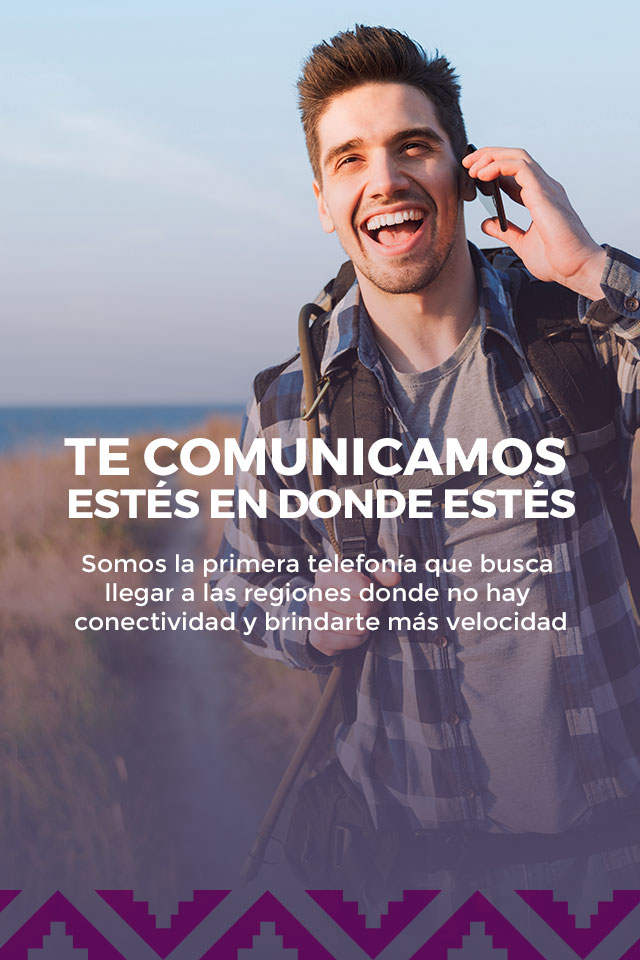 TE COMUNICAMOS
ESTÉS EN DONDE ESTÉS
Somos la primera telefonía que busca
llegar a las regiones donde no hay
conectividad y brindarte más velocidad